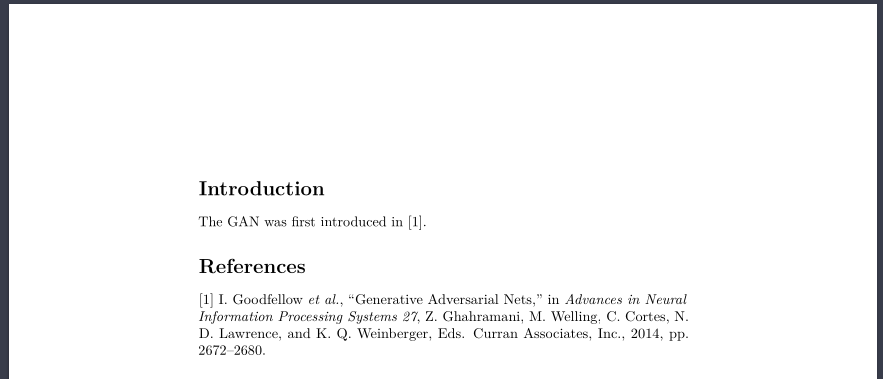 Introduction
The GAN was first introduced in [1].
References
[1] I. Goodfellow et al., “Generative Adversarial Nets,” in Advances in Neural
Information Processing Systems 27, Z. Ghahramani, M. Welling, C. Cortes, N.
D. Lawrence, and K. Q. Weinberger, Eds. Curran Associates, Inc., 2014, pp.
2672–2680.